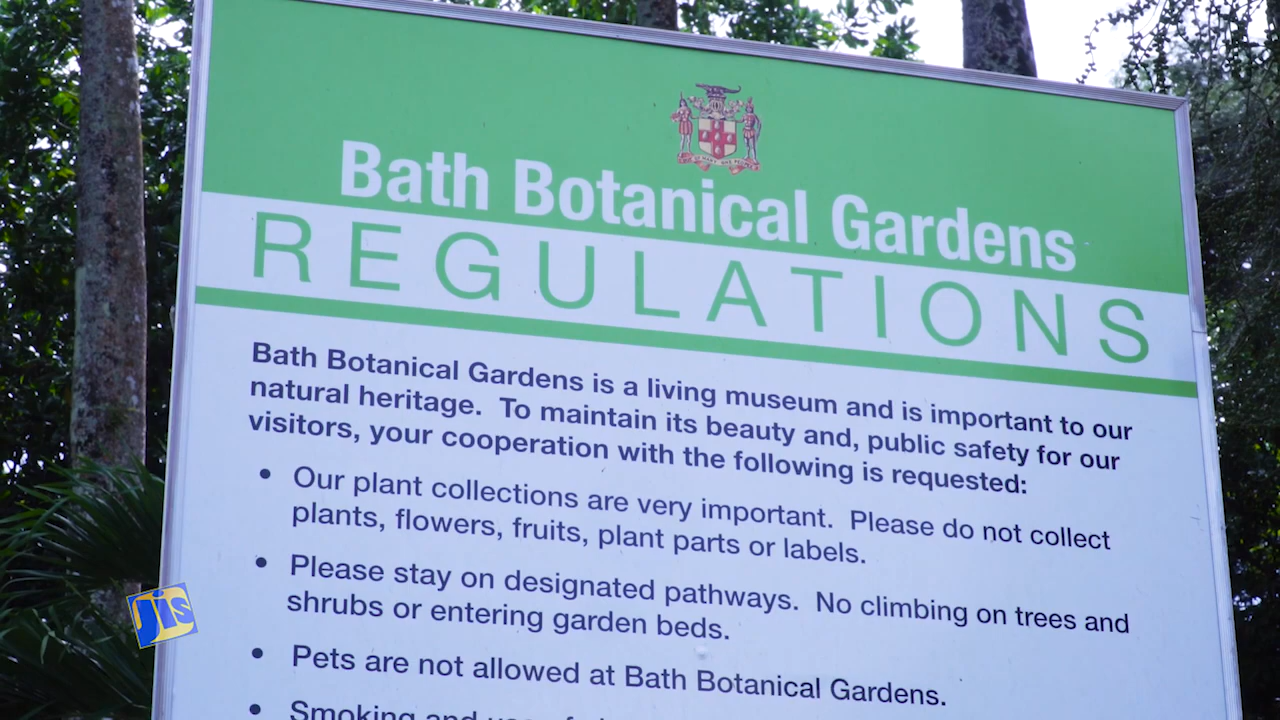 Bath Botanical Gardens
REGULATIONS
Bath Botanical Gardens is a living museum and is important to our
natural heritage. To maintain its beauty and, public safety for our
visitors, your cooperation with the following is requested:
• Our plant collections are very important. Please do not collect
plants, flowers, fruits, plant parts or labels.
• Please stay on designated pathways. No climbing on trees and
shrubs or entering garden beds.
• Pets are not allowed at Bath Botanical Gardens.
• Smoking and use of
jis